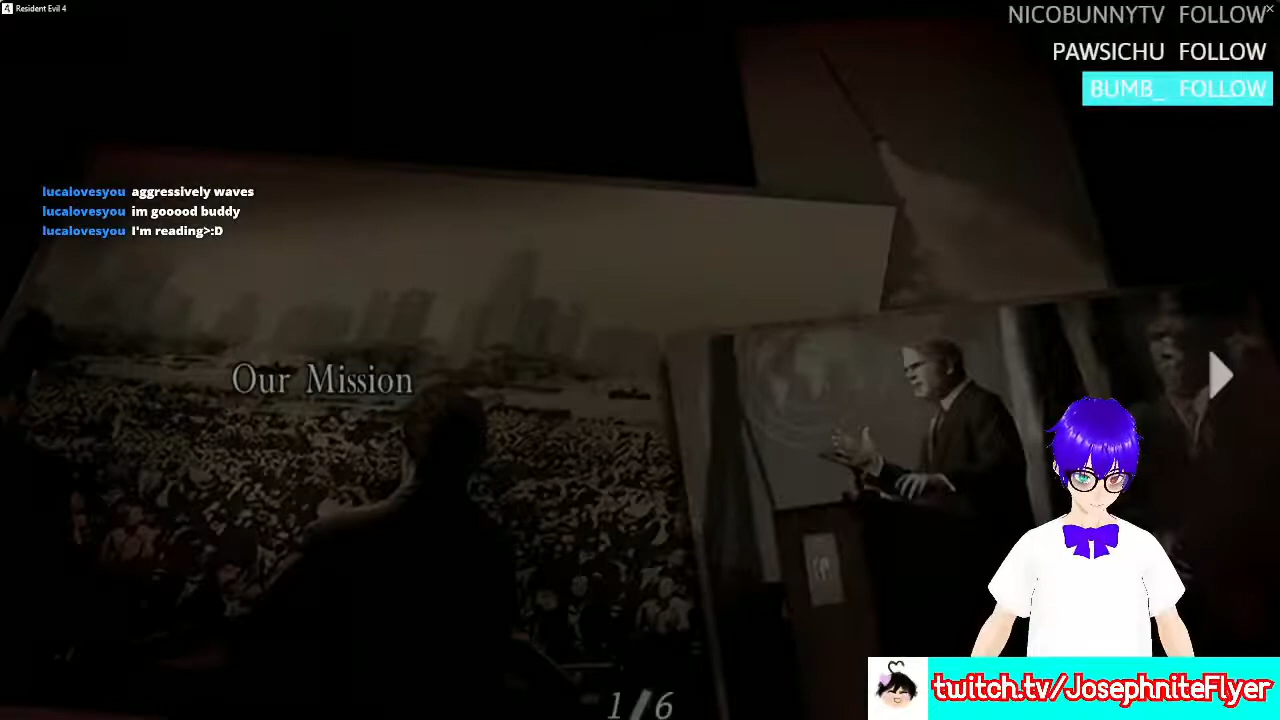 Resident Evil 4
NICOBUNNYTV FOLLOW
PAWSICHU FOLLOW
BUMB_ FOLLOW
lucalovesyou aggressively waves
lucalovesyou im gooood buddy
lucalovesyou I'm reading>:D
Our Mission
1/6
twitch.tv/JosephniteFlyer